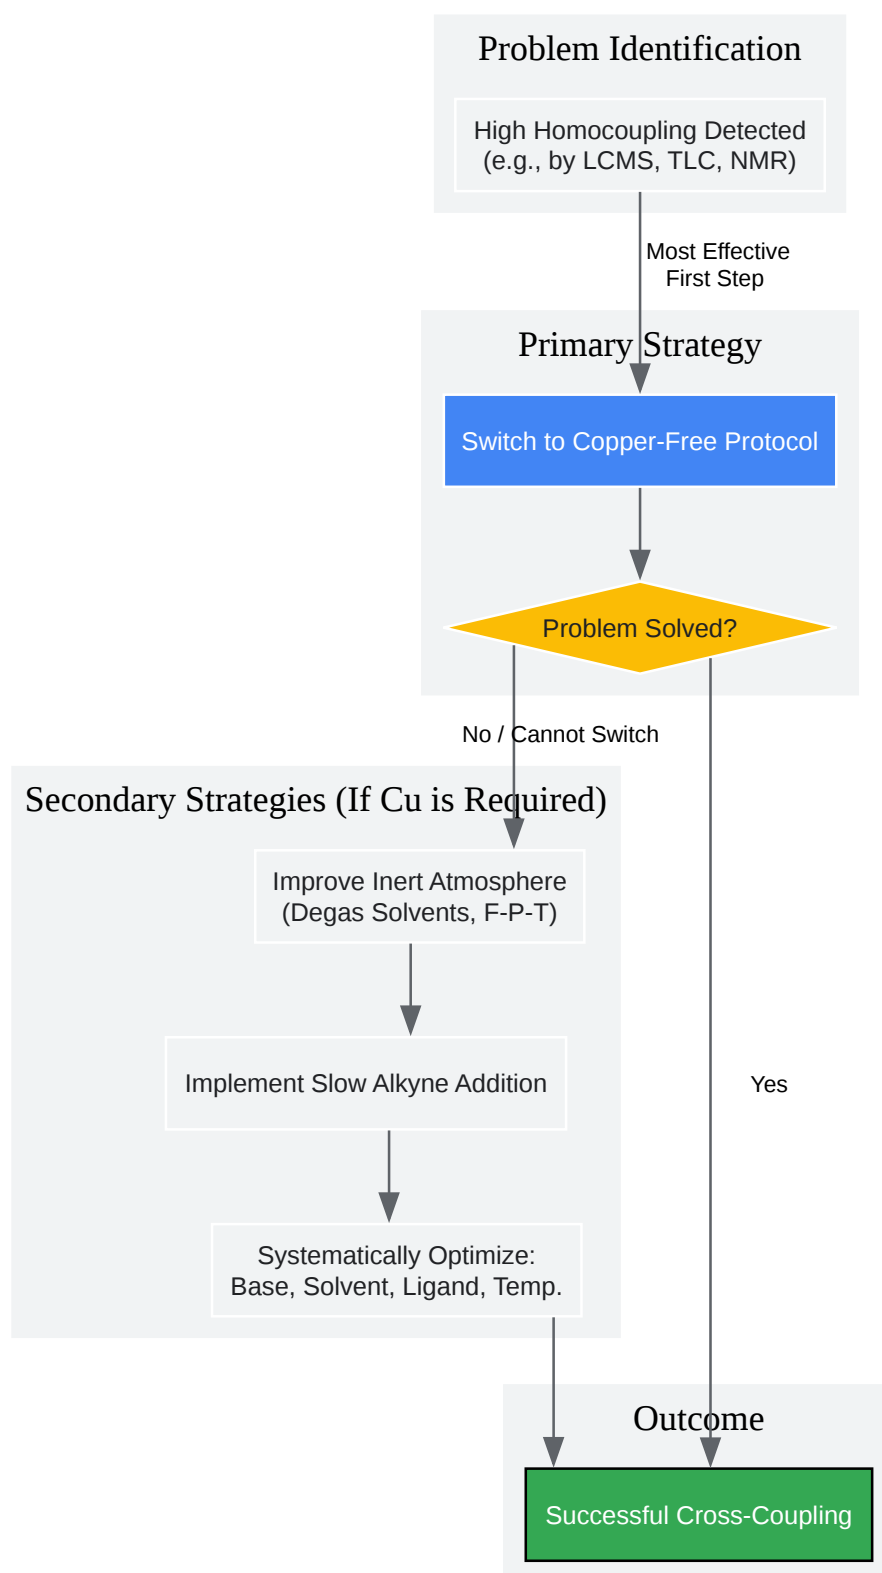 Problem Identification
High Homocoupling Detected
(e.g., by LCMS, TLC, NMR)
Most Effective
First Step
Primary Strategy
Switch to Copper-Free Protocol
Problem Solved?
No / Cannot Switch
Secondary Strategies (If Cu is Required)
Improve Inert Atmosphere
(Degas Solvents, F-P-T)
Implement Slow Alkyne Addition
Yes
Systematically Optimize:
Base, Solvent, Ligand, Temp.
Outcome
Successful Cross-Coupling